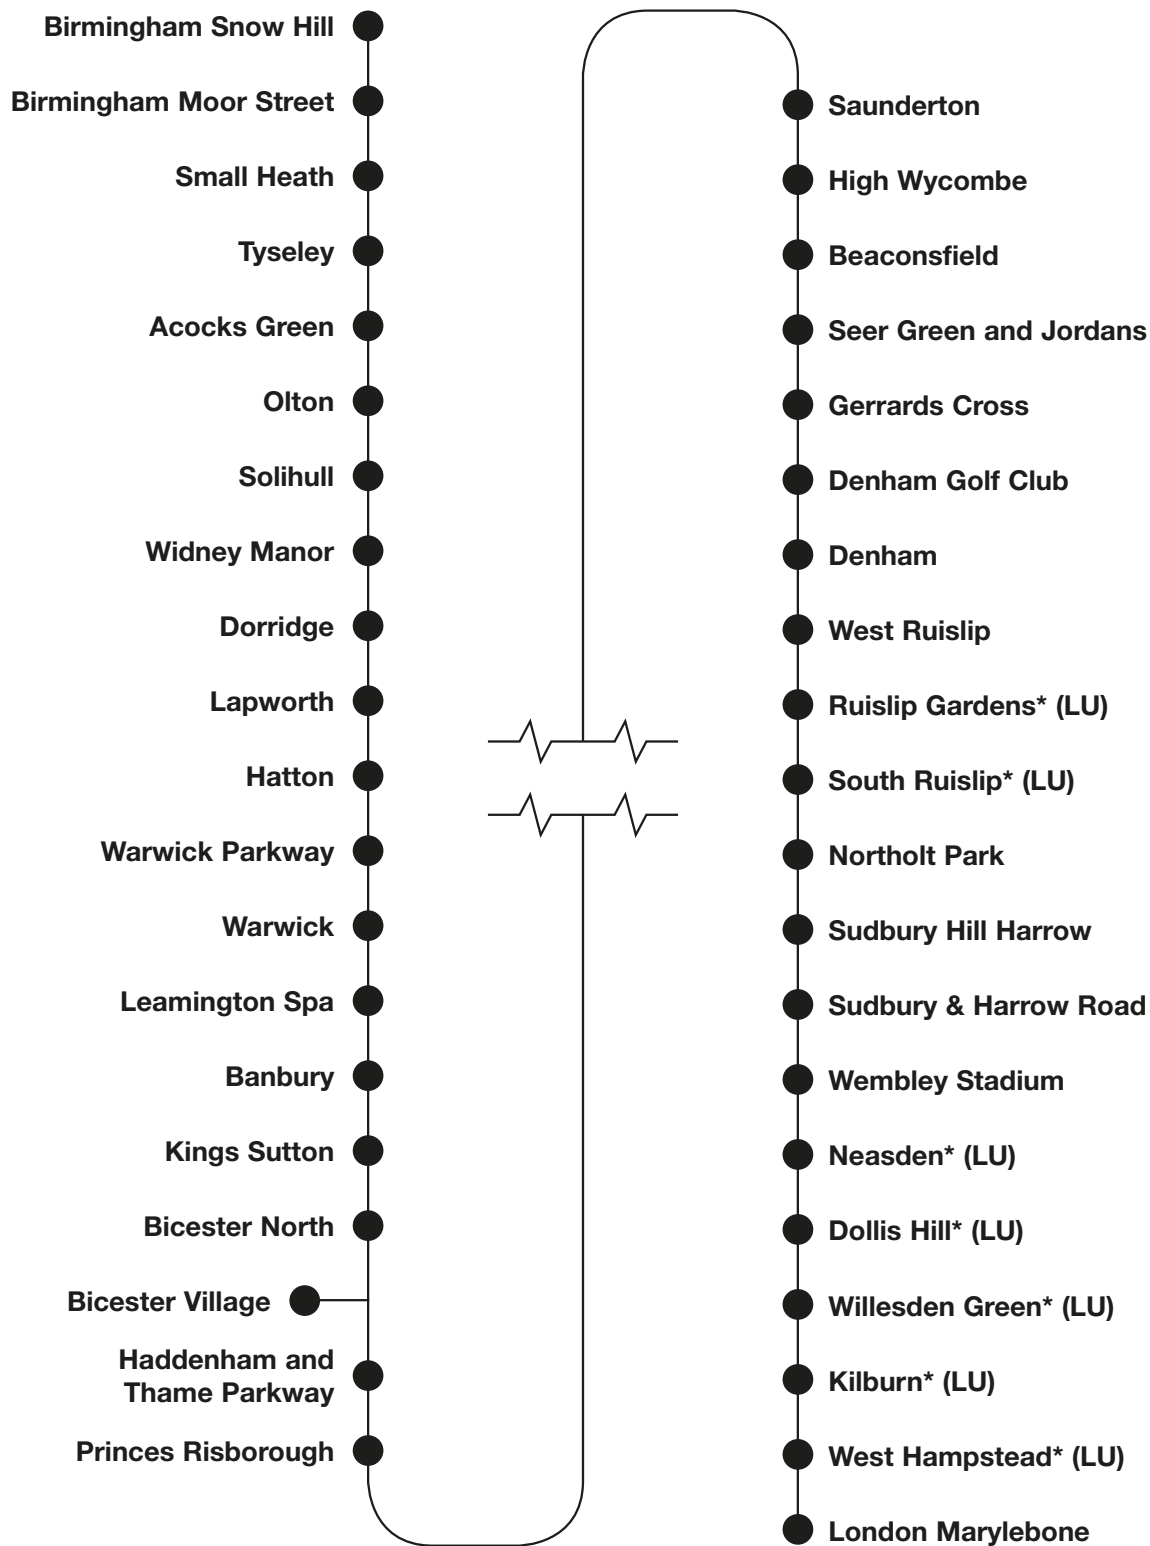 Birmingham Snow Hill
Birmingham Moor Street
Small Heath
Tyseley
Acocks Green
Olton
Solihull
Widney Manor
Dorridge
Lapworth
Hatton
Warwick Parkway
Warwick
Leamington Spa
Banbury
Kings Sutton
Bicester North
Bicester Village
Haddenham and
Thame Parkway
Princes Risborough
Saunderton
High Wycombe
Beaconsfield
Seer Green and Jordans
Gerrards Cross
Denham Golf Club
Denham
West Ruislip
Ruislip Gardens* (LU)
South Ruislip* (LU)
Northolt Park
Sudbury Hill Harrow
Sudbury & Harrow Road
Wembley Stadium
Neasden* (LU)
Dollis Hill* (LU)
Willesden Green* (LU)
Kilburn* (LU)
West Hampstead* (LU)
London Marylebone